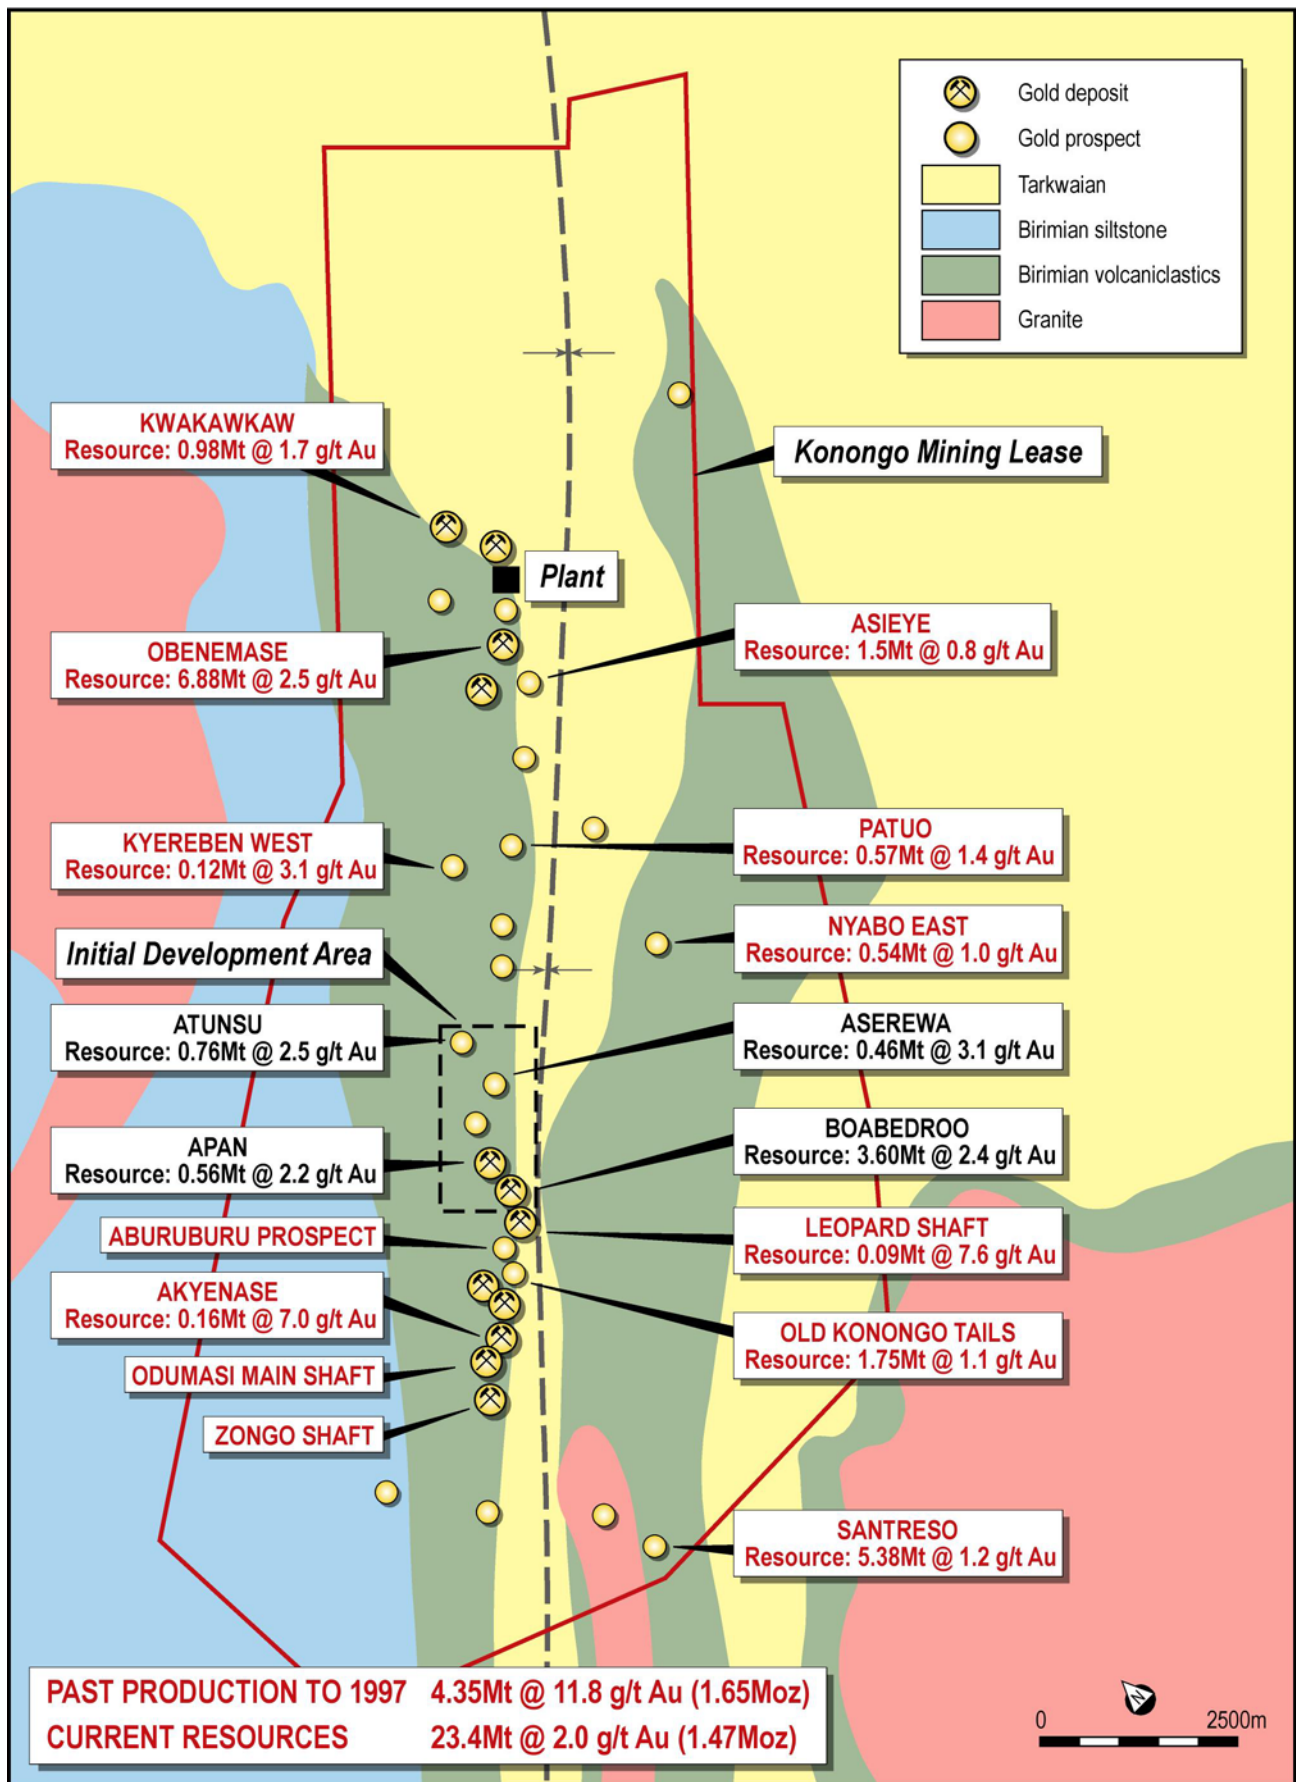 Gold deposit
Gold prospect
Tarkwaian
Birimian siltstone
Birimian volcaniclastics
Granite
KWAKAWKAW
Resource: 0.98Mt @ 1.7 g/t Au
Konongo Mining Lease
Plant
OBENEMASE
Resource: 6.88Mt @ 2.5 g/t Au
ASIEYE
Resource: 1.5Mt @ 0.8 g/t Au
KYEREBEN WEST
Resource: 0.12Mt @ 3.1 g/t Au
PATUO
Resource: 0.57Mt @ 1.4 g/t Au
Initial Development Area
NYABO EAST
Resource: 0.54Mt @ 1.0 g/t Au
ATUNSU
Resource: 0.76Mt @ 2.5 g/t Au
ASEREWA
Resource: 0.46Mt @ 3.1 g/t Au
APAN
Resource: 0.56Mt @ 2.2 g/t Au
BOABEDROO
Resource: 3.60Mt @ 2.4 g/t Au
ABURUBURU PROSPECT
LEOPARD SHAFT
Resource: 0.09Mt @ 7.6 g/t Au
AKYENASE
Resource: 0.16Mt @ 7.0 g/t Au
OLD KONONGO TAILS
Resource: 1.75Mt @ 1.1 g/t Au
ODUMASI MAIN SHAFT
ZONGO SHAFT
SANTRESO
Resource: 5.38Mt @ 1.2 g/t Au
PAST PRODUCTION TO 1997 4.35Mt @ 11.8 g/t Au (1.65Moz)
CURRENT RESOURCES 23.4Mt @ 2.0 g/t Au (1.47Moz)
N
0 2500m